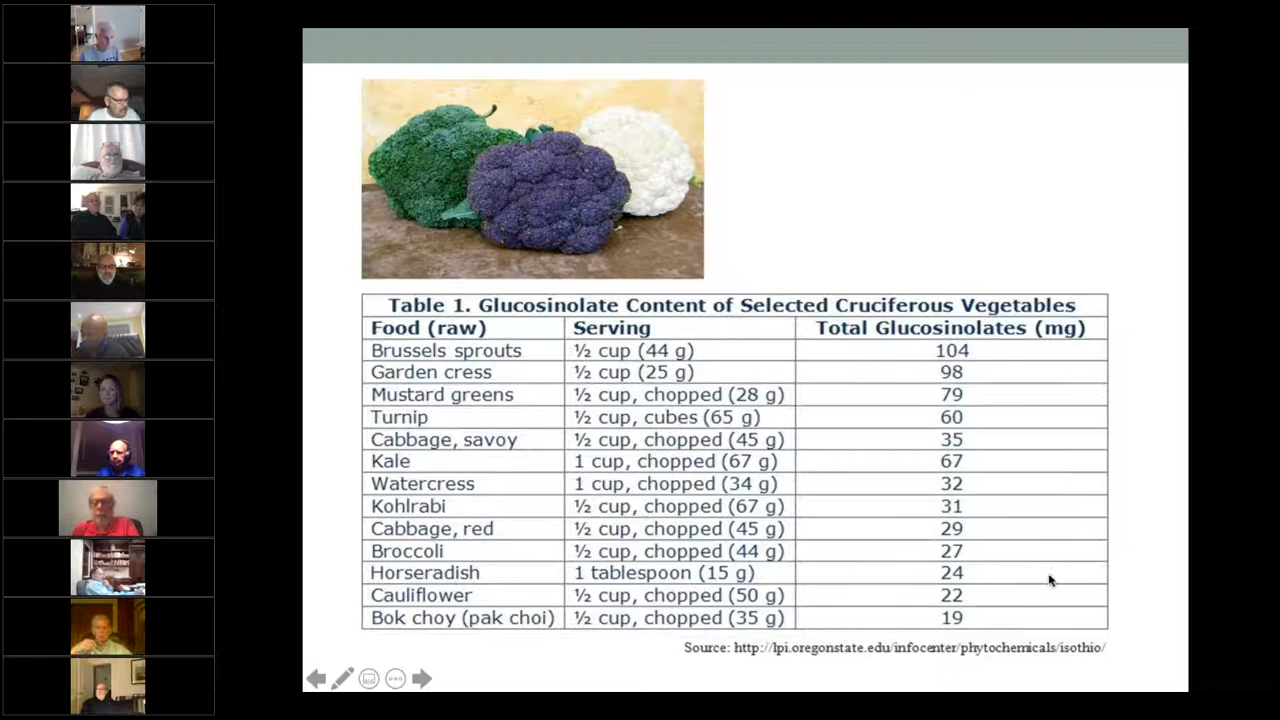 Table 1. Glucosinolate Content of Selected Cruciferous Vegetables
Food (raw) Serving Total Glucosinolates (mg)
Brussels sprouts ½ cup (44 g) 104
Garden cress ½ cup (25 g) 98
Mustard greens ½ cup, chopped (28 g) 79
Turnip ½ cup, cubes (65 g) 60
Cabbage, savoy ½ cup, chopped (45 g) 35
Kale 1 cup, chopped (67 g) 67
Watercress 1 cup, chopped (34 g) 32
Kohlrabi ½ cup, chopped (67 g) 31
Cabbage, red ½ cup, chopped (45 g) 29
Broccoli ½ cup, chopped (44 g) 27
Horseradish 1 tablespoon (15 g) 24
Cauliflower ½ cup, chopped (50 g) 22
Bok choy (pak choi) ½ cup, chopped (35 g) 19
Source: http://lpi.oregonstate.edu/infocenter/phytochemicals/isothio/